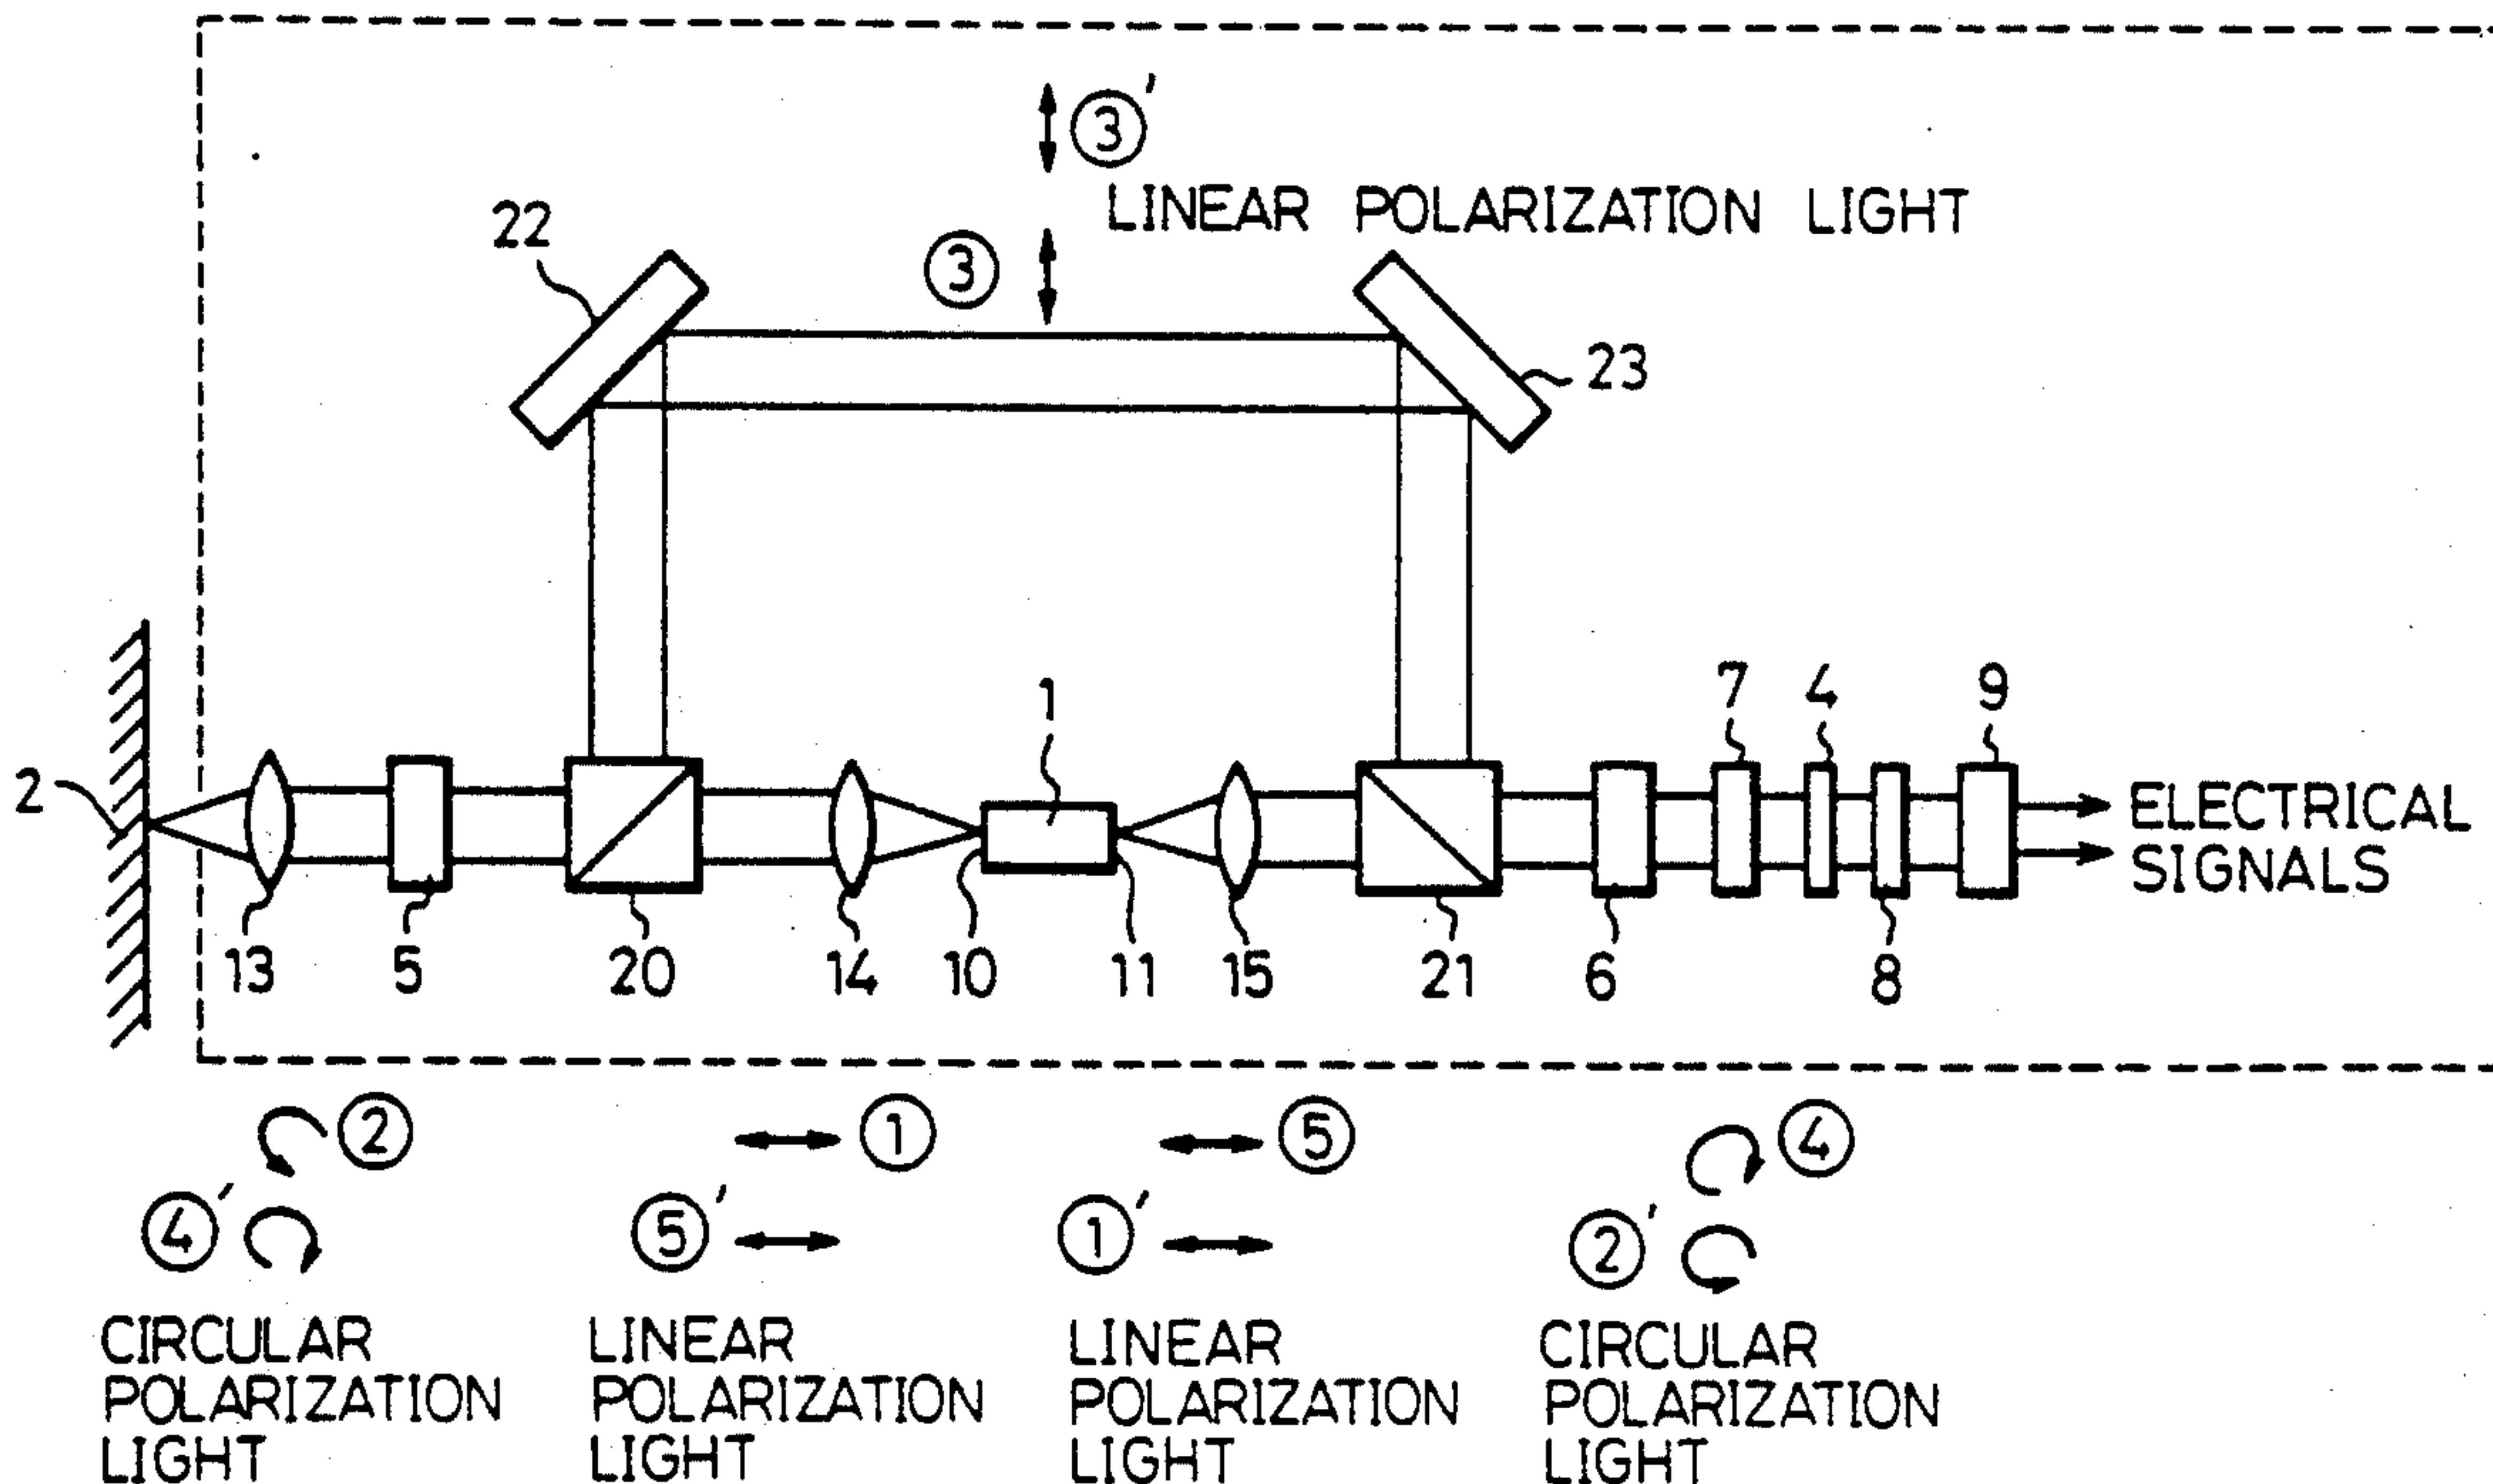 ③'
LINEAR POLARIZATION LIGHT
22
③
23
1
7
4
9
2
ELECTRICAL
SIGNALS
13
5
20
14
10
11
15
21
6
8
②
①
⑤
④
④'
⑤'
①'
②'
CIRCULAR
POLARIZATION
LIGHT
LINEAR
POLARIZATION
LIGHT
LINEAR
POLARIZATION
LIGHT
CIRCULAR
POLARIZATION
LIGHT